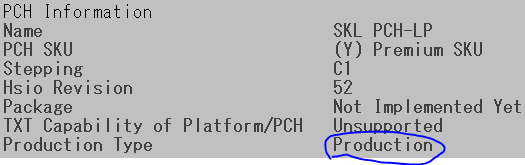 PCH Information
Name SKL PCH-LP
PCH SKU (Y) Premium SKU
Stepping C1
Hsio Revision 52
Package Not Implemented Yet
TXT Capability of Platform/PCH Unsupported
Production Type Production